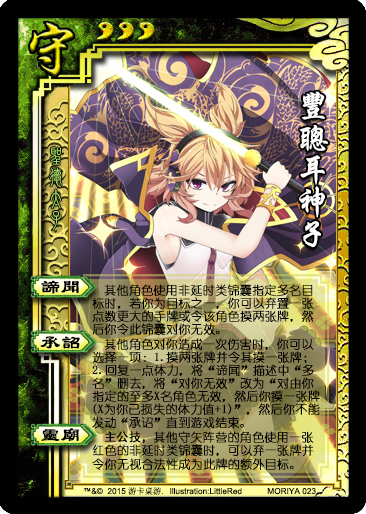 守
豐聰耳神子
諦聞
其他角色使用非延时类锦囊指定多名目
标时，若你为目标之一，你可以弃置一张
点数更大的手牌或令该角色摸两张牌，然
后你令此锦囊对你无效。
承詔
其他角色对你造成一次伤害时，你可以
选择一项：1.摸两张牌并令其摸一张牌；
2.回复一点体力，将“谛闻”描述中“多
名”删去，将“对你无效”改为“对由你
指定的至多X名角色无效，然后你摸一张牌
(X为你已损失的体力值+1)”，然后你不能
发动“承诏”直到游戏结束。
靈廟
主公技，其他守矢阵营的角色使用一张
红色的非延时类锦囊时，可以弃一张牌并
令你无视合法性成为此牌的额外目标。
™&© 2015 游卡桌游. Illustration:LittleRed
MORIYA 023